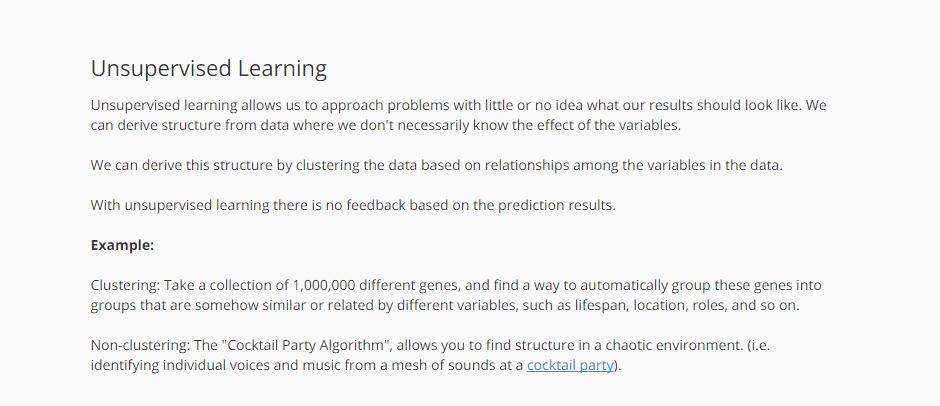 Unsupervised Learning
Unsupervised learning allows us to approach problems with little or no idea what our results should look like. We
can derive structure from data where we don't necessarily know the effect of the variables.
We can derive this structure by clustering the data based on relationships among the variables in the data.
With unsupervised learning there is no feedback based on the prediction results.
Example:
Clustering: Take a collection of 1,000,000 different genes, and find a way to automatically group these genes into
groups that are somehow similar or related by different variables, such as lifespan, location, roles, and so on.
Non-clustering: The "Cocktail Party Algorithm", allows you to find structure in a chaotic environment. (i.e.
identifying individual voices and music from a mesh of sounds at a cocktail party).